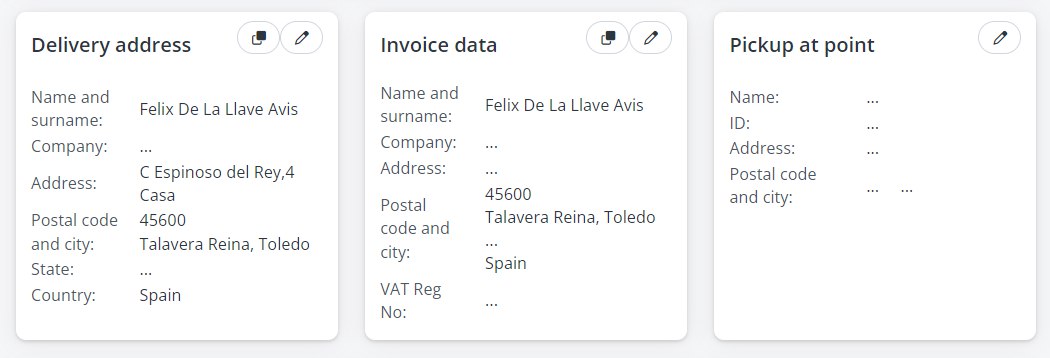 Delivery address
Name and
surname:
Felix De La Llave Avis
Company:
...
Address:
C Espinoso del Rey,4
Casa
Postal code
and city:
45600
Talavera Reina, Toledo
State:
...
Country:
Spain
Invoice data
Name and
surname:
Felix De La Llave Avis
Company:
...
Address:
...
Postal
code and
city:
45600
Talavera Reina, Toledo
...
Spain
VAT Reg
No:
...
Pickup at point
Name:
...
ID:
...
Address:
...
Postal code
and city:
... ...